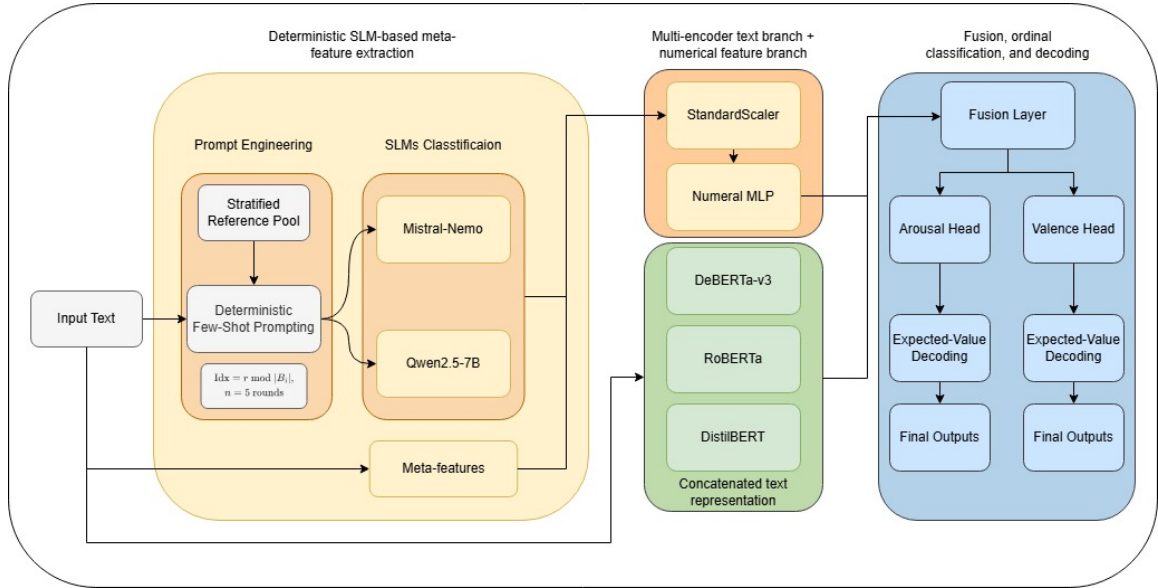 Deterministic SLM-based meta-
feature extraction
Multi-encoder text branch +
numerical feature branch
Fusion, ordinal
classification, and decoding
Prompt Engineering
SLMs Classtificaion
Stratified
Reference Pool
Deterministic
Few-Shot Prompting
Idx = r mod |B_i|,
n = 5 rounds
Mistral-Nemo
Qwen2.5-7B
Input Text
Meta-features
StandardScaler
Numeral MLP
DeBERTa-v3
RoBERTa
DistilBERT
Concatenated text
representation
Fusion Layer
Arousal Head
Valence Head
Expected-Value
Decoding
Expected-Value
Decoding
Final Outputs
Final Outputs